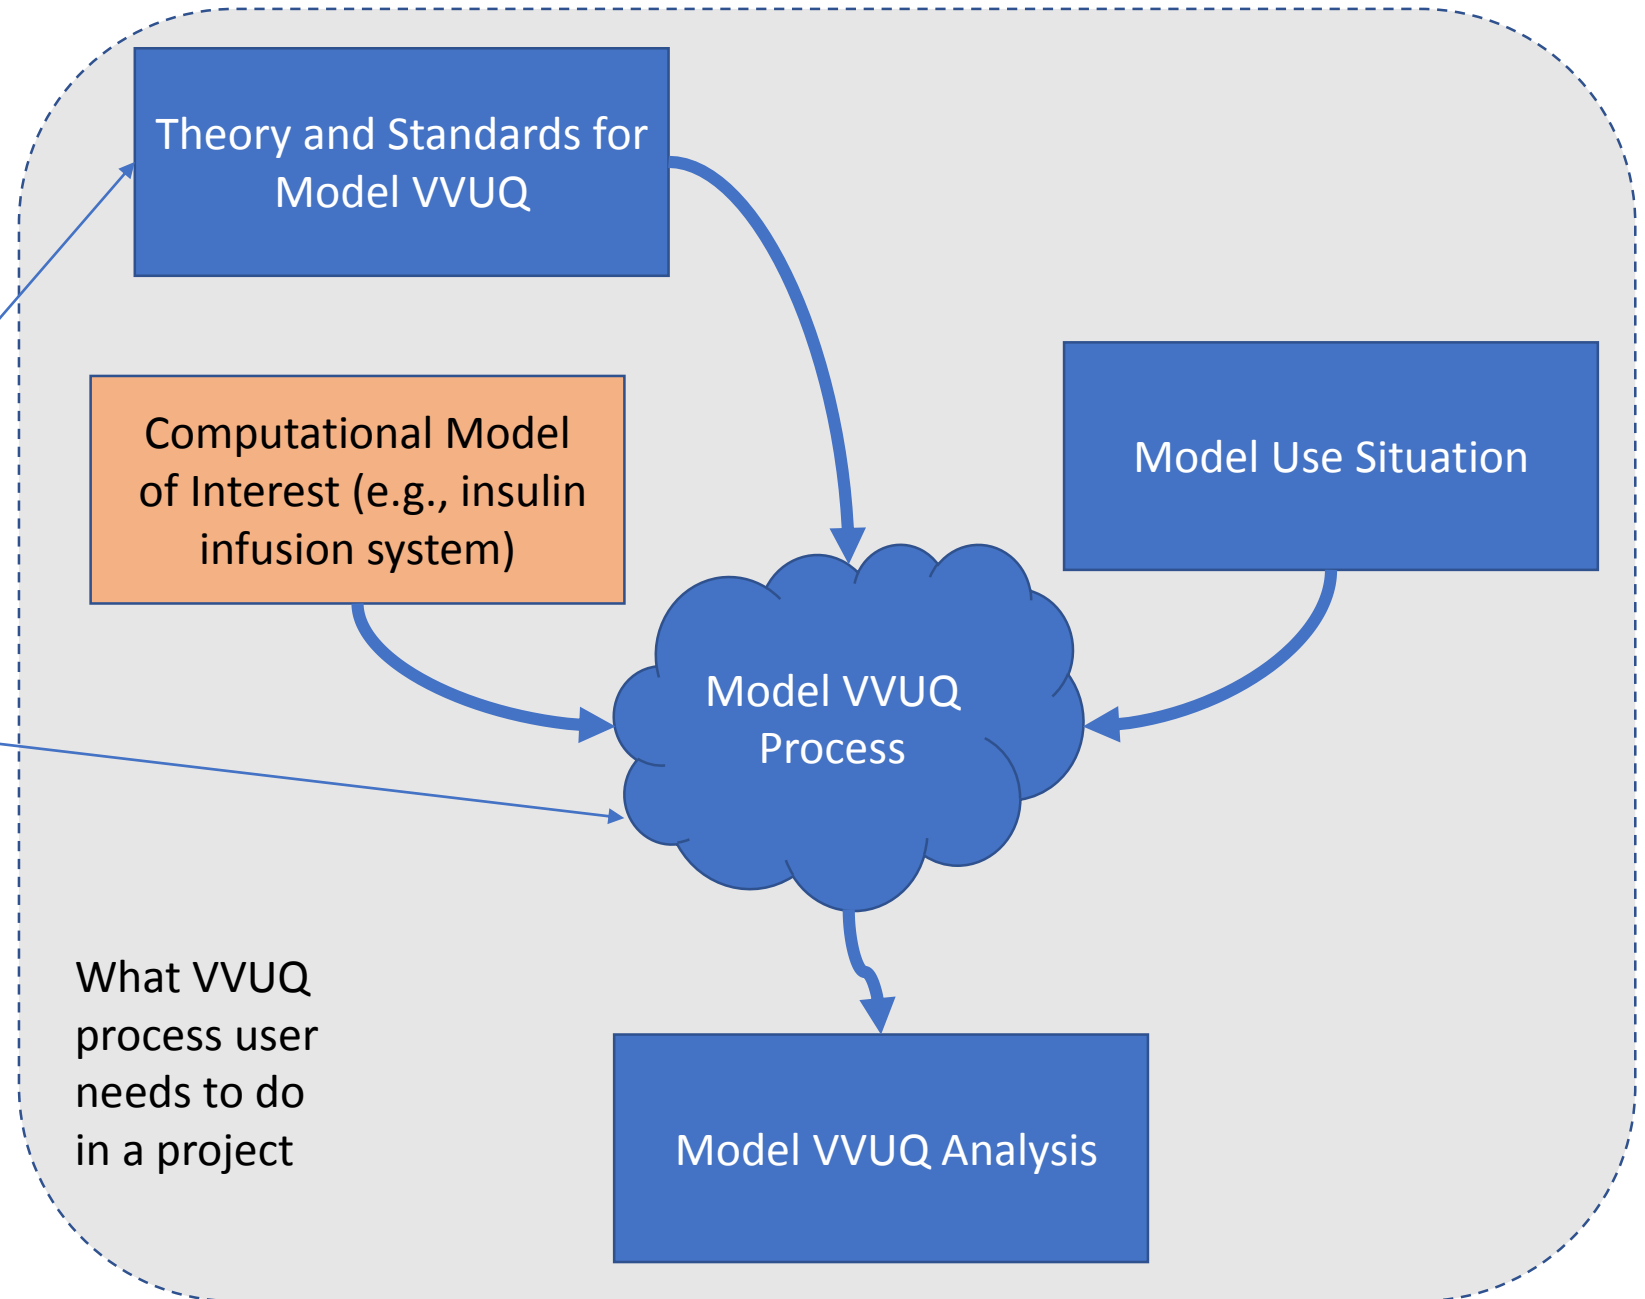 Theory and Standards for
Model VVUQ
Computational Model
of Interest (e.g., insulin
infusion system)
Model Use Situation
Model VVUQ
Process
What VVUQ
process user
needs to do
in a project
Model VVUQ Analysis